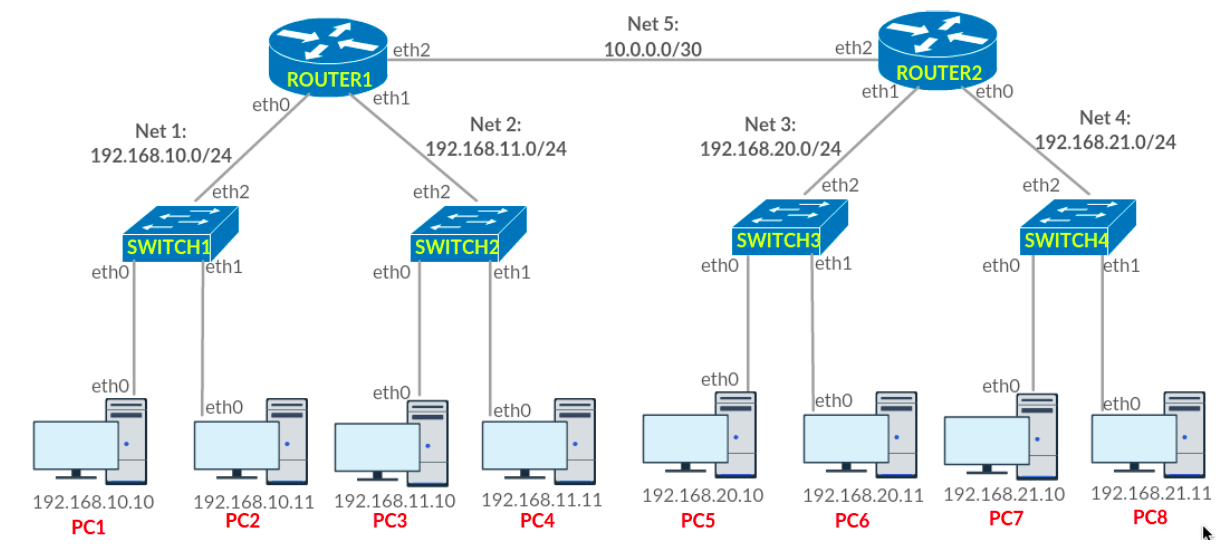 Net 5:
10.0.0.0/30
eth2
eth2
ROUTER1
ROUTER2
eth0
eth1
eth1
eth0
Net 1:
192.168.10.0/24
Net 2:
192.168.11.0/24
Net 3:
192.168.20.0/24
Net 4:
192.168.21.0/24
eth2
eth2
eth2
eth2
SWITCH1
SWITCH2
SWITCH3
SWITCH4
eth0
eth1
eth0
eth1
eth0
eth1
eth0
eth1
eth0
eth0
eth0
eth0
eth0
eth0
eth0
eth0
192.168.10.10
PC1
192.168.10.11
PC2
192.168.11.10
PC3
192.168.11.11
PC4
192.168.20.10
PC5
192.168.20.11
PC6
192.168.21.10
PC7
192.168.21.11
PC8